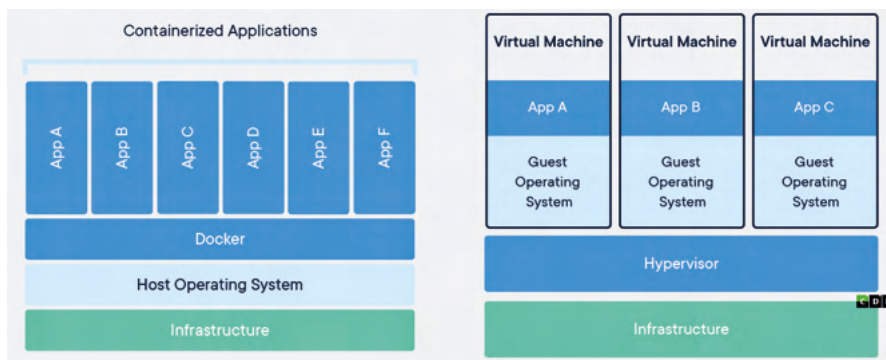 Containerized Applications
App A
App B
App C
App D
App E
App F
Docker
Host Operating System
Infrastructure
Virtual Machine
App A
Guest
Operating
System
Virtual Machine
App B
Guest
Operating
System
Virtual Machine
App C
Guest
Operating
System
Hypervisor
C D
Infrastructure